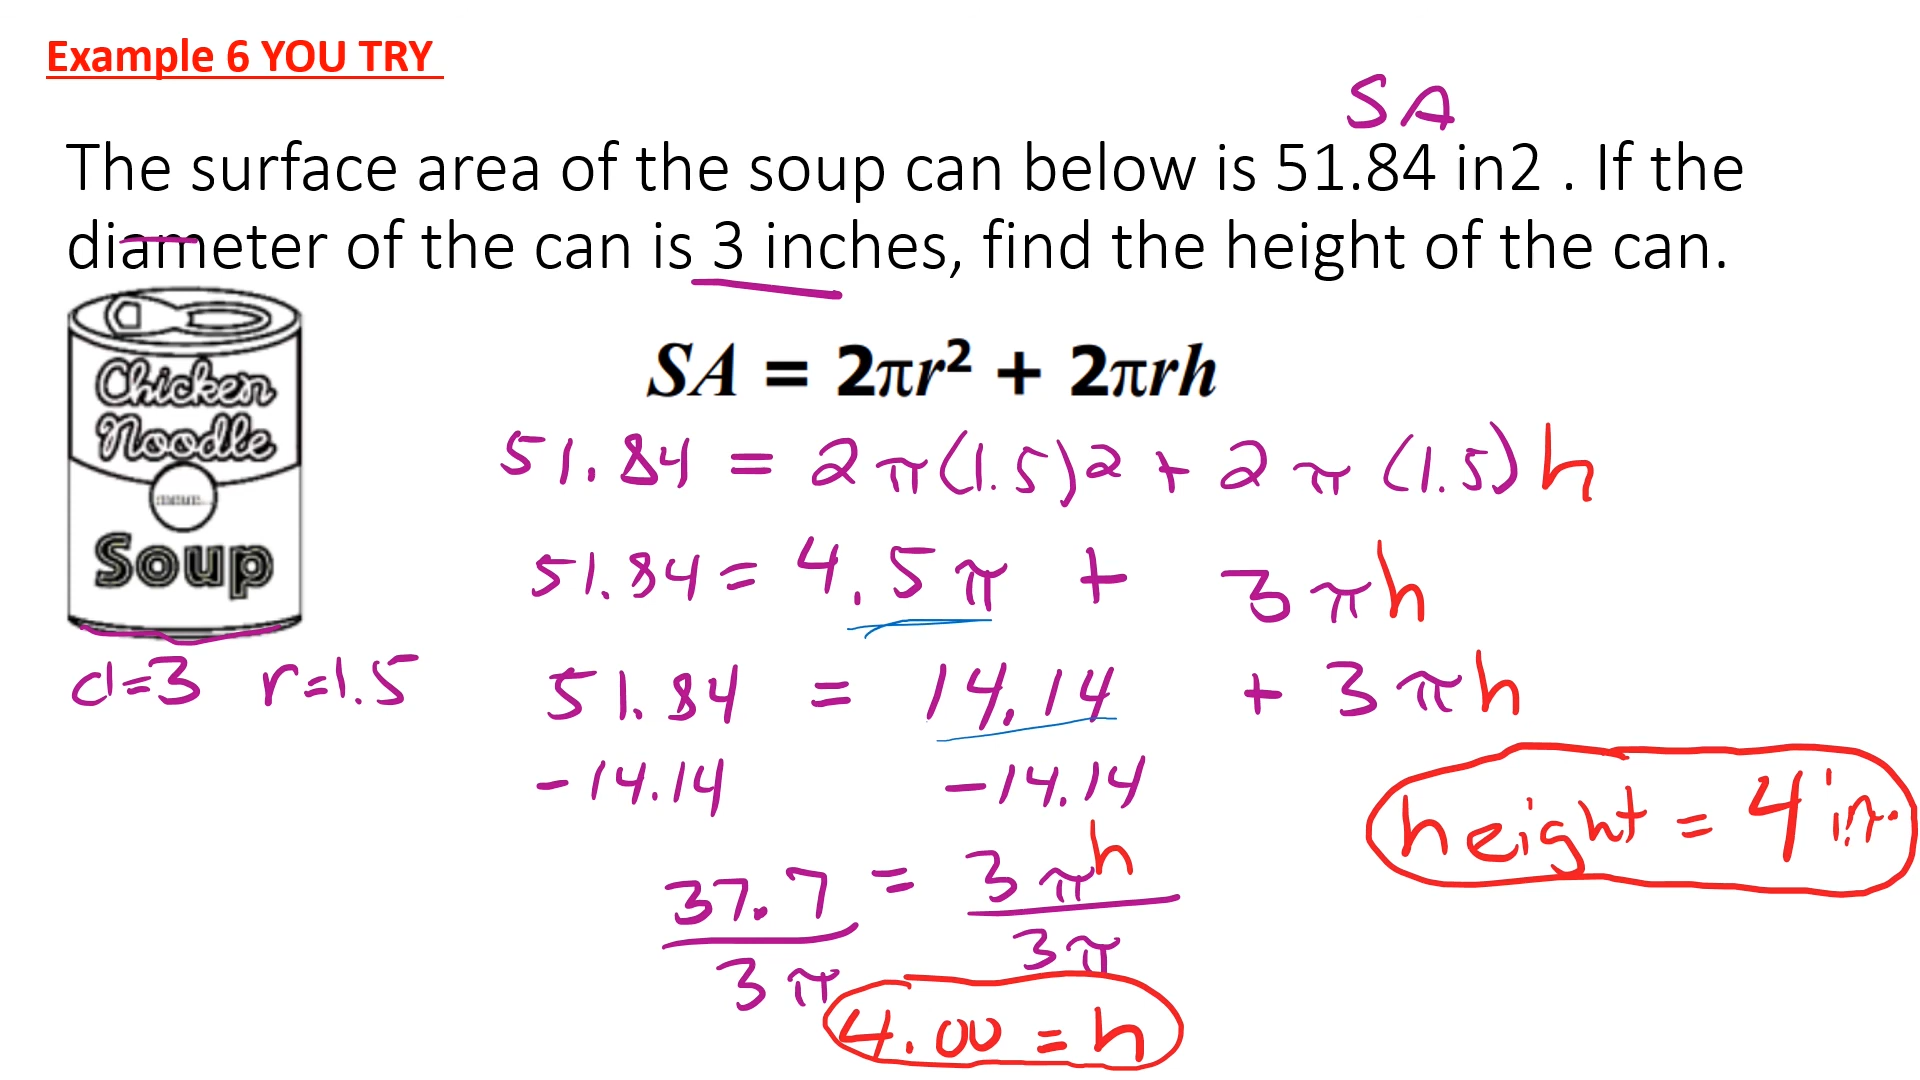 Example 6 YOU TRY
SA
The surface area of the soup can below is 51.84 in2 . If the
diameter of the can is 3 inches, find the height of the can.
Chicken
Noodle
Soup
d=3 r=1.5
SA = 2πr² + 2πrh
51.84 = 2π(1.5)2 + 2π(1.5)h
51.84 = 4.5π + 3πh
51.84 = 14.14 + 3πh
-14.14 -14.14
37.7 = 3πh
3π 3π
4.00 = h
height = 4 in.